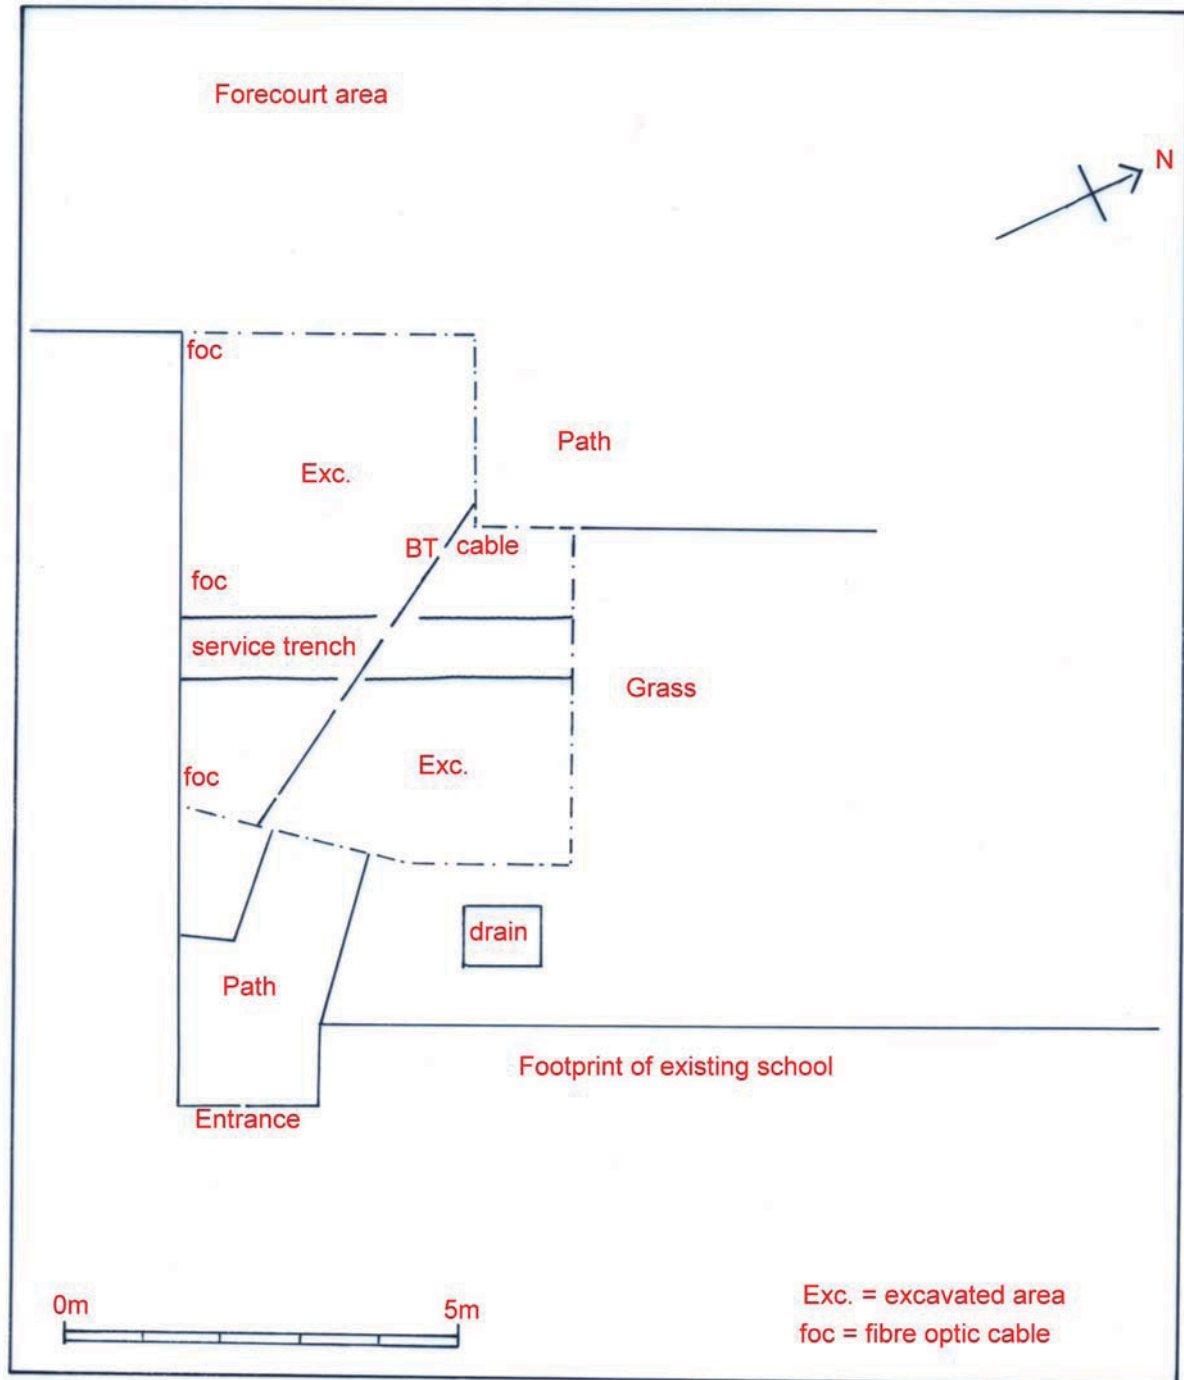 Forecourt area
N
foc
Path
Exc.
BT cable
foc
service trench
Grass
Exc.
foc
drain
Path
Footprint of existing school
Entrance
0m 5m
Exc. = excavated area
foc = fibre optic cable